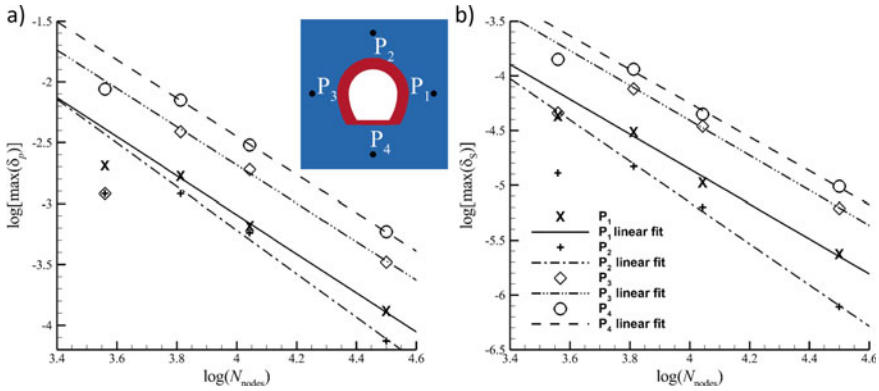 a)
log[max(δP)]
-1.5
-2
-2.5
-3
-3.5
-4
3.4 3.6 3.8 4 4.2 4.4 4.6
log(Nnodes)
P2
P3
P1
P4
b)
log[max(δS)]
-3.5
-4
-4.5
-5
-5.5
-6
-6.5
3.4 3.6 3.8 4 4.2 4.4 4.6
log(Nnodes)
P1
P1 linear fit
P2
P2 linear fit
P3
P3 linear fit
P4
P4 linear fit